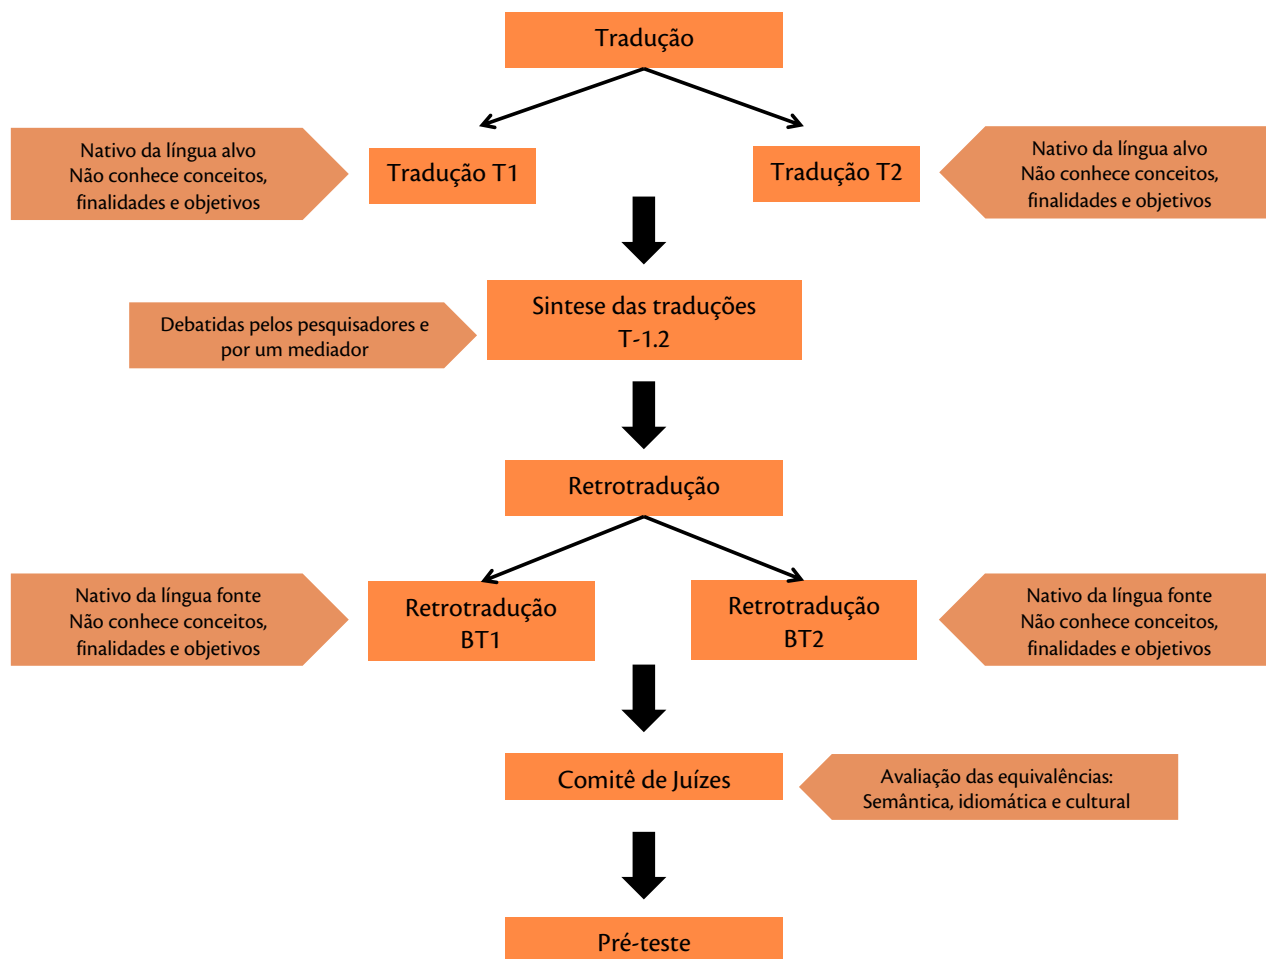 Tradução
Nativo da língua alvo
Não conhece conceitos,
finalidades e objetivos
Tradução T1
Tradução T2
Nativo da língua alvo
Não conhece conceitos,
finalidades e objetivos
Debatidas pelos pesquisadores e
por um mediador
Sintese das traduções
T-1.2
Retrotradução
Nativo da língua fonte
Não conhece conceitos,
finalidades e objetivos
Retrotradução
BT1
Retrotradução
BT2
Nativo da língua fonte
Não conhece conceitos,
finalidades e objetivos
Comitê de Juízes
Avaliação das equivalências:
Semântica, idiomática e cultural
Pré-teste